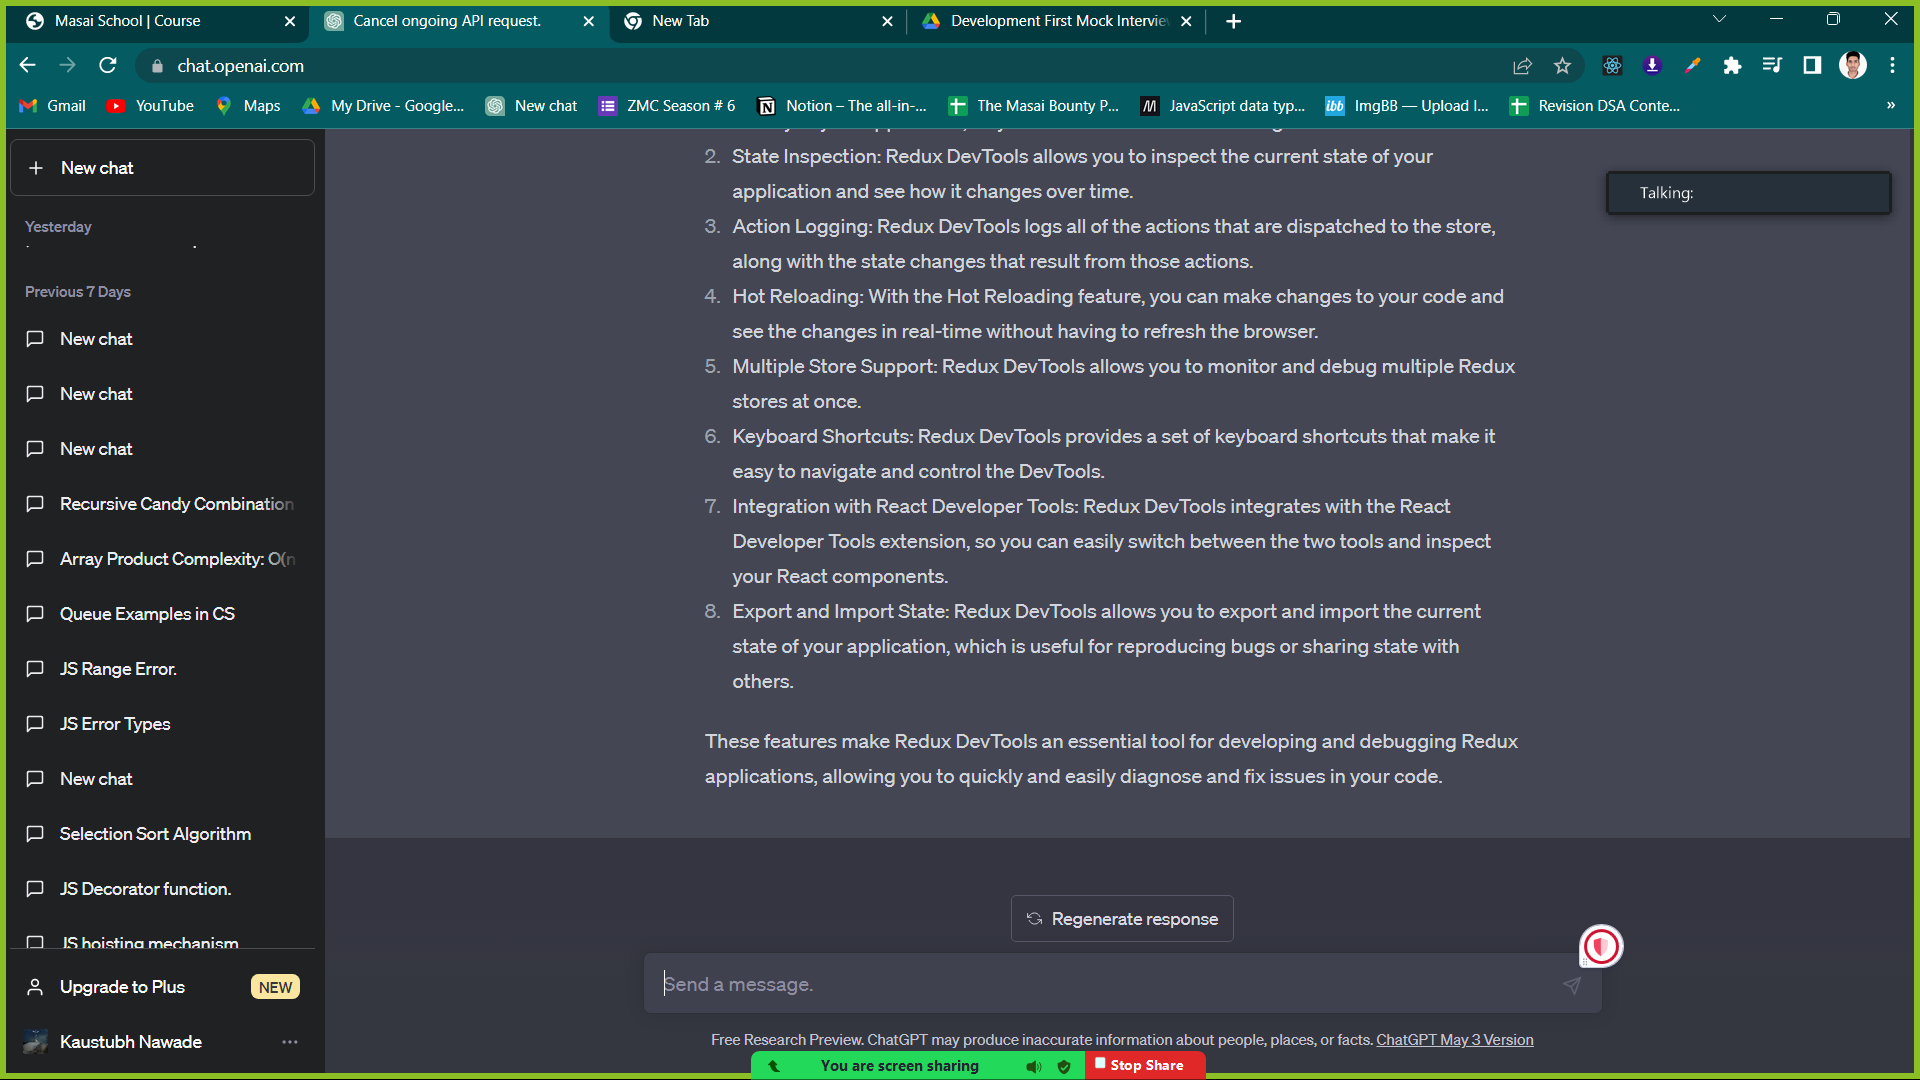 Masai School | Course
Cancel ongoing API request.
New Tab
Development First Mock Interview
chat.openai.com
Gmail
YouTube
Maps
My Drive - Google...
New chat
ZMC Season # 6
Notion – The all-in-...
The Masai Bounty P...
JavaScript data typ...
ibb
ImgBB — Upload I...
Revision DSA Conte...
»
New chat
Yesterday
Previous 7 Days
New chat
New chat
New chat
Recursive Candy Combination
Array Product Complexity: O(n
Queue Examples in CS
JS Range Error.
JS Error Types
New chat
Selection Sort Algorithm
JS Decorator function.
JS hoisting mechanism
Upgrade to Plus
NEW
Kaustubh Nawade
2. State Inspection: Redux DevTools allows you to inspect the current state of your
application and see how it changes over time.
3. Action Logging: Redux DevTools logs all of the actions that are dispatched to the store,
along with the state changes that result from those actions.
4. Hot Reloading: With the Hot Reloading feature, you can make changes to your code and
see the changes in real-time without having to refresh the browser.
5. Multiple Store Support: Redux DevTools allows you to monitor and debug multiple Redux
stores at once.
6. Keyboard Shortcuts: Redux DevTools provides a set of keyboard shortcuts that make it
easy to navigate and control the DevTools.
7. Integration with React Developer Tools: Redux DevTools integrates with the React
Developer Tools extension, so you can easily switch between the two tools and inspect
your React components.
8. Export and Import State: Redux DevTools allows you to export and import the current
state of your application, which is useful for reproducing bugs or sharing state with
others.
These features make Redux DevTools an essential tool for developing and debugging Redux
applications, allowing you to quickly and easily diagnose and fix issues in your code.
Talking:
Regenerate response
Send a message.
Free Research Preview. ChatGPT may produce inaccurate information about people, places, or facts. ChatGPT May 3 Version
You are screen sharing
Stop Share